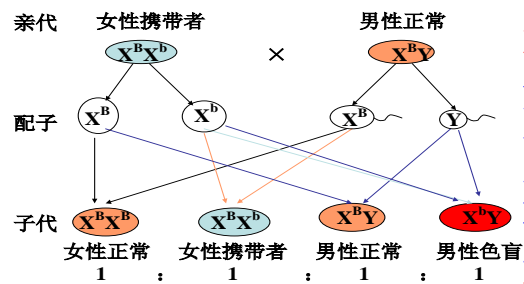 亲代 女性携带者 男性正常
XᴮXᵇ × XᴮY
配子 Xᴮ Xᵇ Xᴮ Y
子代 XᴮXᴮ XᴮXᵇ XᴮY XᵇY
女性正常 女性携带者 男性正常 男性色盲
1 : 1 : 1 : 1